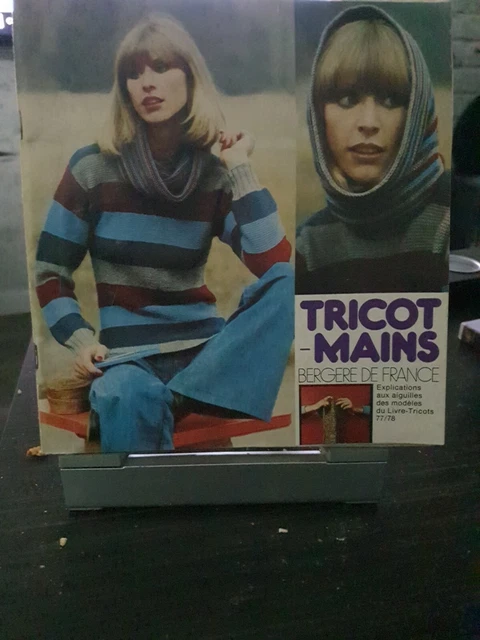 TRICOT
-MAINS
BERGERE DE FRANCE
Explications
aux aiguilles
des modèles
du Livre-Tricots
77/78